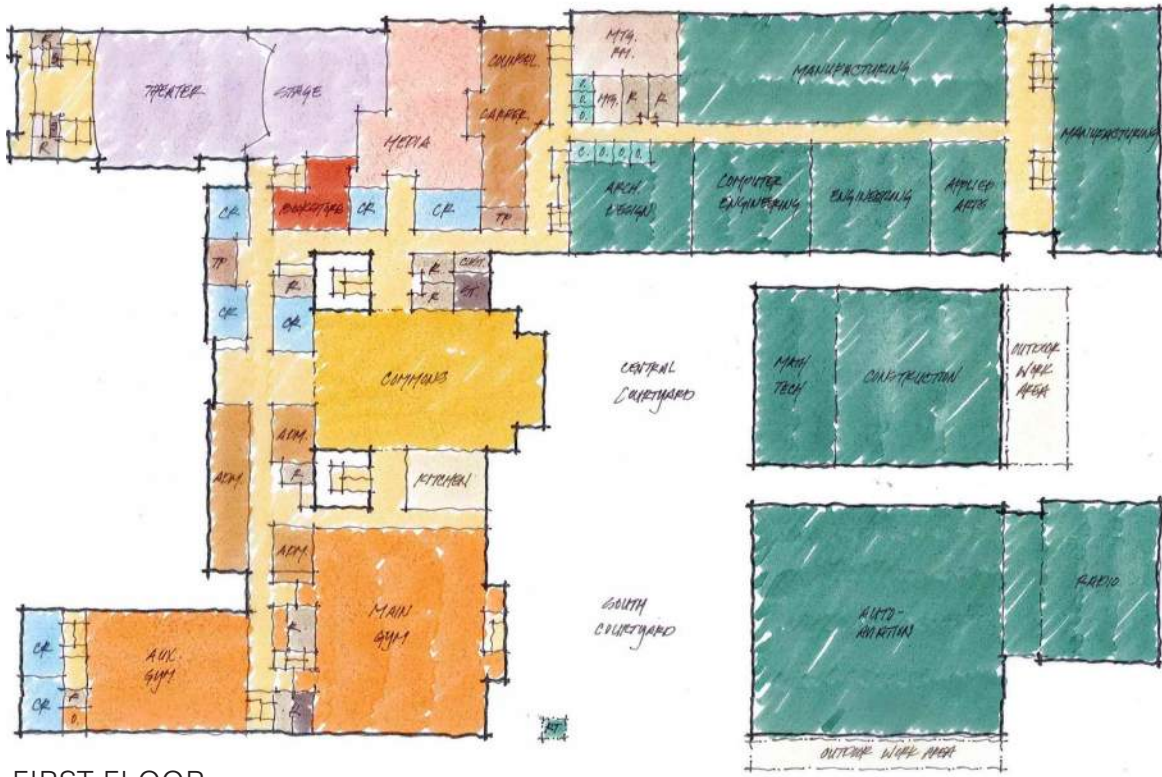 R
THEATER
STAGE
R
MEDIA
COUNSEL.
CAREER
MTG.
RM.
O.
O.
O.
MTG.
R
R
MANUFACTURING
MANUFACTURING
O.
O.
O.
O.
ARCH.
DESIGN
COMPUTER
ENGINEERING
ENGINEERING
APPLIED
ARTS
CR
BOOKSTORE
CR
CR
TP
TP
R
R
R
CR
CR
COMMONS
CENTRAL
COURTYARD
MATH
TECH
CONSTRUCTION
OUTDOOR
WORK
AREA
ADM.
ADM.
R
KITCHEN
ADM.
MAIN
GYM
R
SOUTH
COURTYARD
AUTO-
AVIATION
RADIO
CR
AUX.
GYM
CR
R
O.
OUTDOOR WORK AREA
FIRST FLOOR